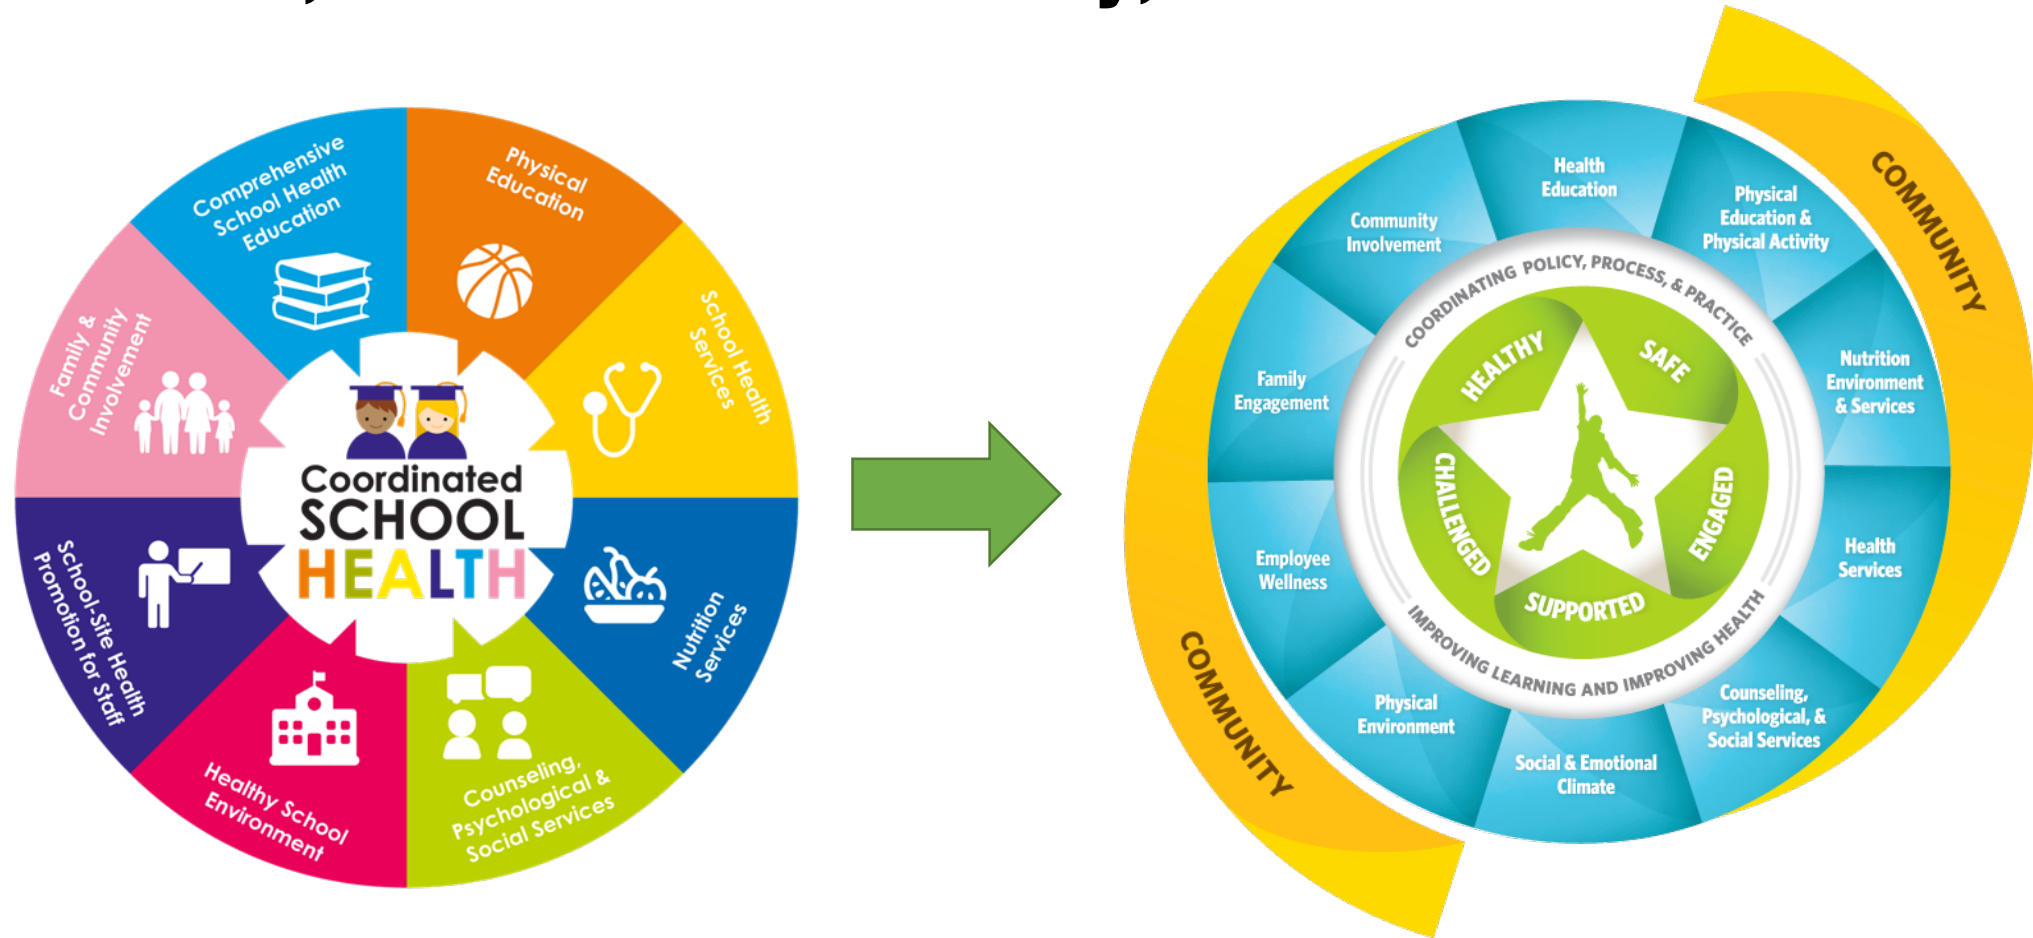 Comprehensive
School Health
Education
Physical
Education
School Health
Services
Nutrition
Services
Counseling,
Psychological &
Social Services
Healthy School
Environment
School-Site Health
Promotion for Staff
Family &
Community
Involvement
Coordinated
SCHOOL
HEALTH
COMMUNITY
Health
Education
Physical
Education &
Physical Activity
Nutrition
Environment
& Services
Health
Services
Counseling,
Psychological, &
Social Services
Social & Emotional
Climate
Physical
Environment
Employee
Wellness
Family
Engagement
Community
Involvement
COORDINATING POLICY, PROCESS, & PRACTICE
IMPROVING LEARNING AND IMPROVING HEALTH
HEALTHY
SAFE
ENGAGED
SUPPORTED
CHALLENGED
COMMUNITY